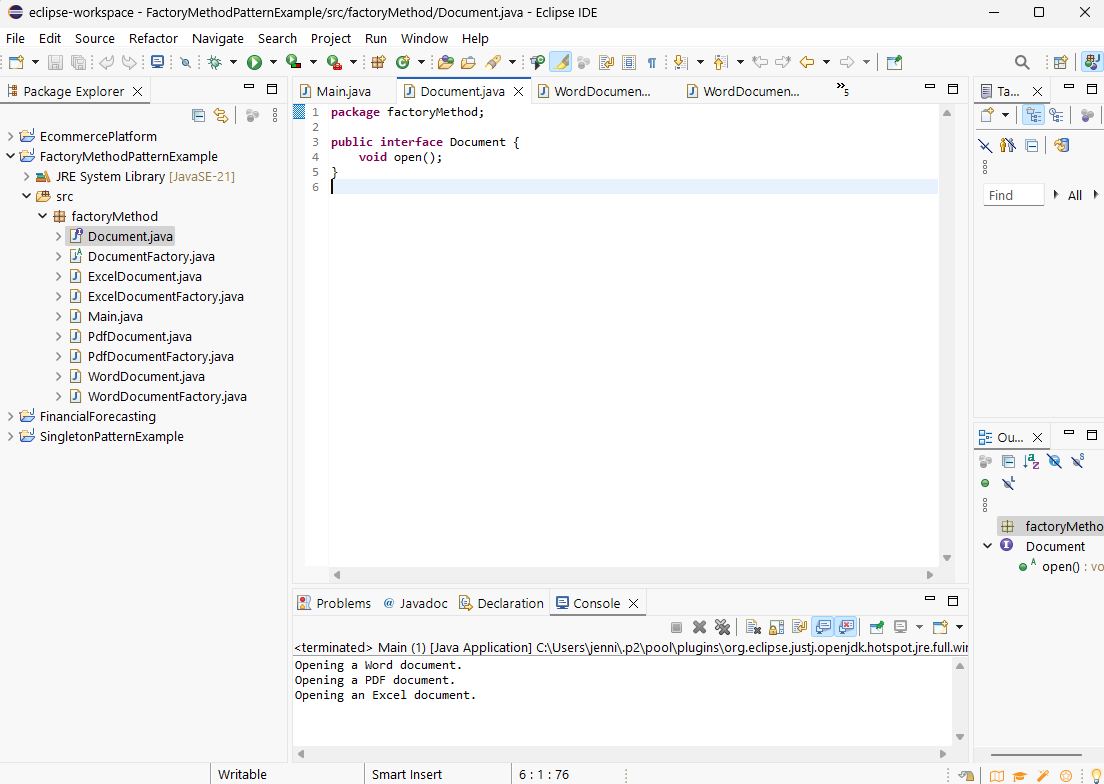 eclipse-workspace - FactoryMethodPatternExample/src/factoryMethod/Document.java - Eclipse IDE
File Edit Source Refactor Navigate Search Project Run Window Help
Package Explorer
EcommercePlatform
FactoryMethodPatternExample
JRE System Library [JavaSE-21]
src
factoryMethod
Document.java
DocumentFactory.java
ExcelDocument.java
ExcelDocumentFactory.java
Main.java
PdfDocument.java
PdfDocumentFactory.java
WordDocument.java
WordDocumentFactory.java
FinancialForecasting
SingletonPatternExample
Main.java Document.java WordDocumen... WordDocumen... »5
1 package factoryMethod;
2
3 public interface Document {
4 void open();
5 }
6
Ta...
Find All
Ou...
factoryMetho
Document
open() : vo
Problems @ Javadoc Declaration Console
<terminated> Main (1) [Java Application] C:\Users\jenni\.p2\pool\plugins\org.eclipse.justj.openjdk.hotspot.jre.full.wi
Opening a Word document.
Opening a PDF document.
Opening an Excel document.
Writable Smart Insert 6 : 1 : 76